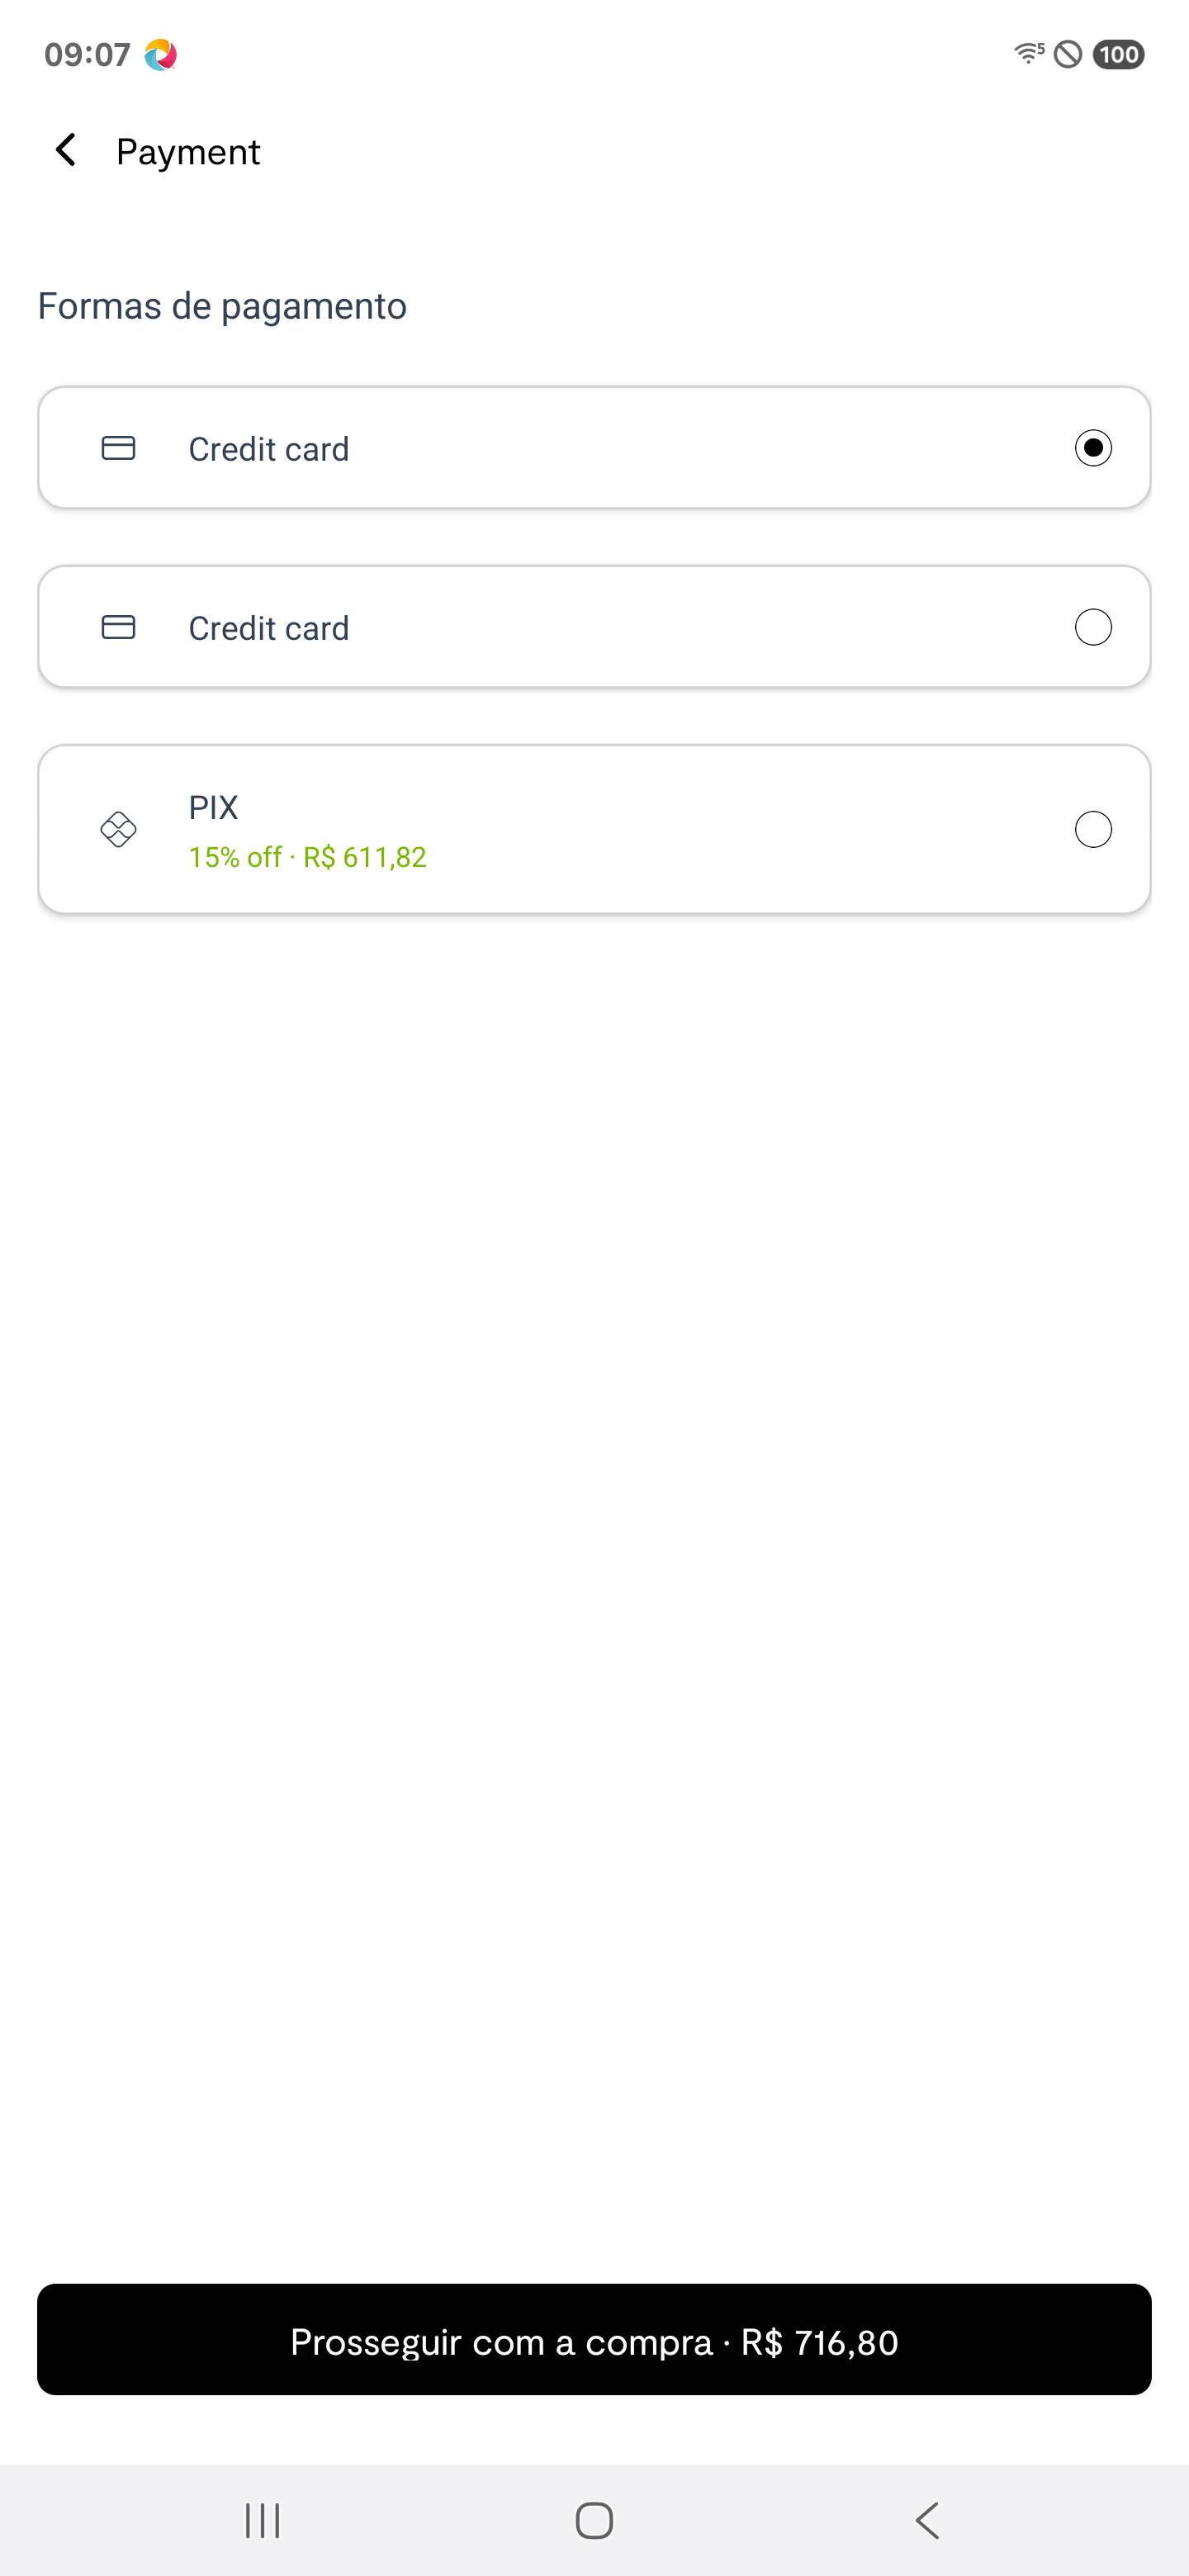 09:07
5
100
Payment
Formas de pagamento
Credit card
Credit card
PIX
15% off · R$ 611,82
Prosseguir com a compra · R$ 716,80